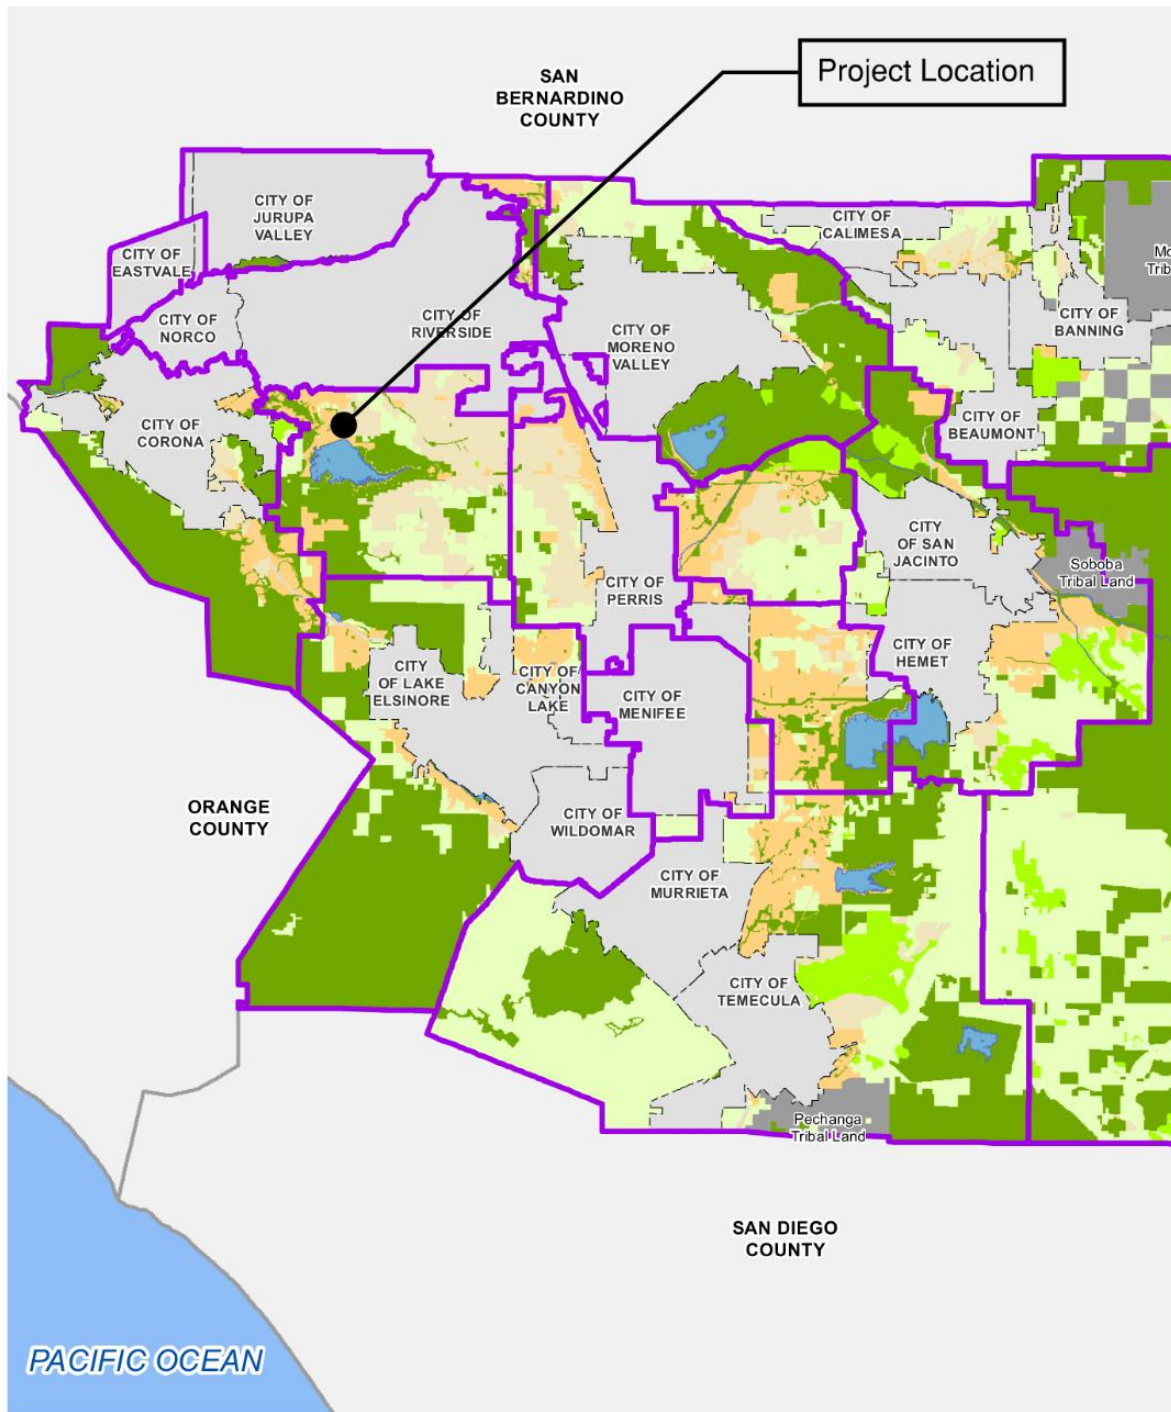 Project Location
SAN
BERNARDINO
COUNTY
CITY OF
JURUPA
VALLEY
CITY OF
CALIMESA
CITY OF
EASTVALE
Mo
Trib
CITY OF
NORCO
CITY OF
RIVERSIDE
CITY OF
MORENO
VALLEY
CITY OF
BANNING
CITY OF
CORONA
CITY OF
BEAUMONT
CITY
OF SAN
JACINTO
Soboba
Tribal Land
CITY OF
PERRIS
CITY OF
HEMET
CITY
OF LAKE
ELSINORE
CITY OF
CANYON
LAKE
CITY OF
MENIFEE
ORANGE
COUNTY
CITY OF
WILDOMAR
CITY OF
MURRIETA
CITY OF
TEMECULA
Pechanga
Tribal Land
SAN DIEGO
COUNTY
PACIFIC OCEAN